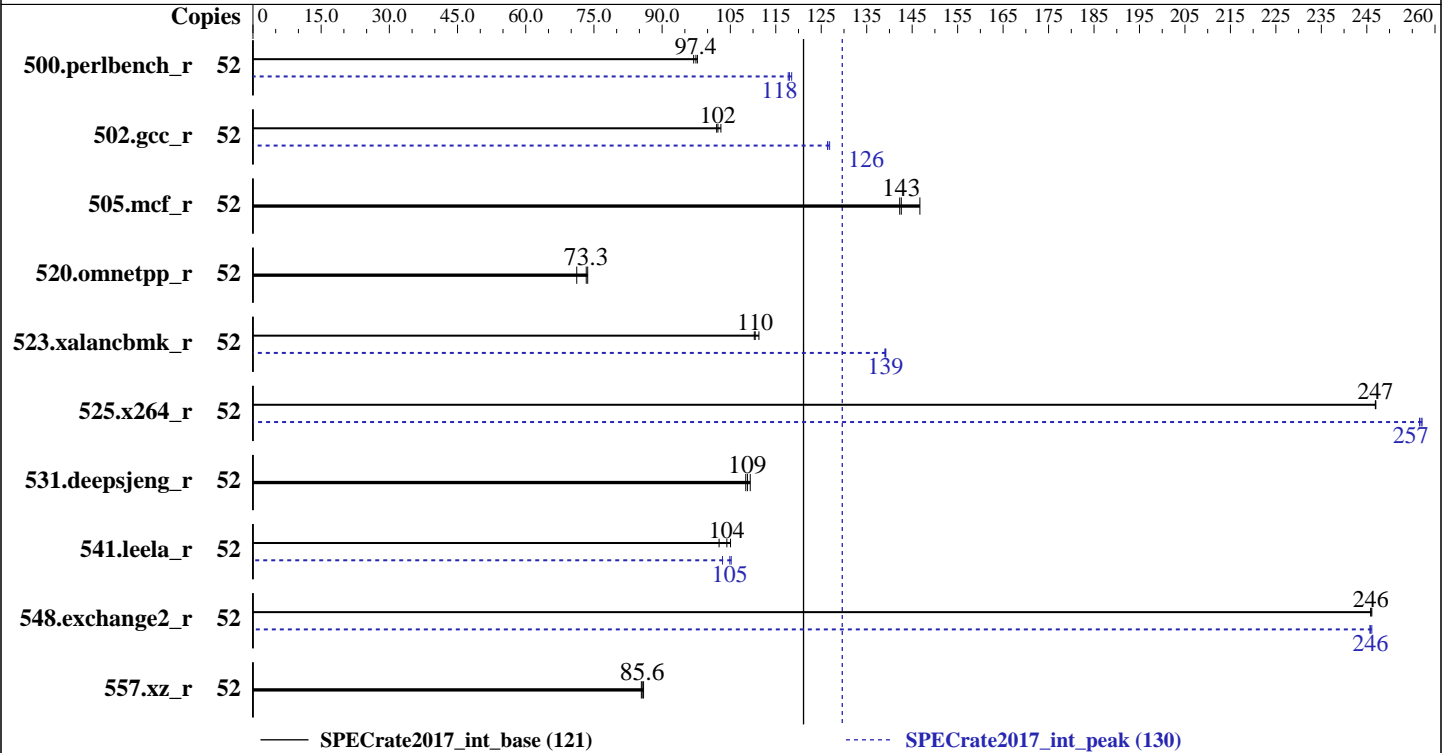 Copies 0 15.0 30.0 45.0 60.0 75.0 90.0 105 115 125 135 145 155 165 175 185 195 205 215 225 235 245 260
97.4
500.perlbench_r 52
118
102
502.gcc_r 52
126
143
505.mcf_r 52
73.3
520.omnetpp_r 52
110
523.xalancbmk_r 52
139
247
525.x264_r 52
257
109
531.deepsjeng_r 52
104
541.leela_r 52
105
246
548.exchange2_r 52
246
85.6
557.xz_r 52
SPECrate2017_int_base (121) SPECrate2017_int_peak (130)